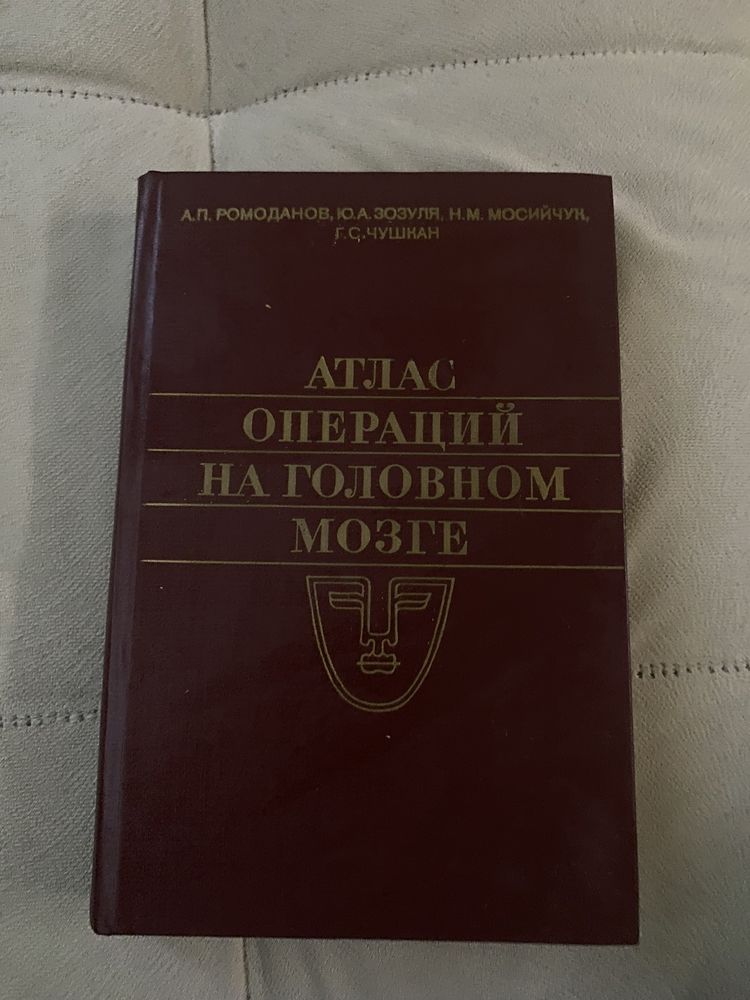 А.П. РОМОДАНОВ, Ю.А. ЗОЗУЛЯ, Н.М. МОСИЙЧУК,
Г.С. ЧУШКАН
АТЛАС
ОПЕРАЦИЙ
НА ГОЛОВНОМ
МОЗГЕ